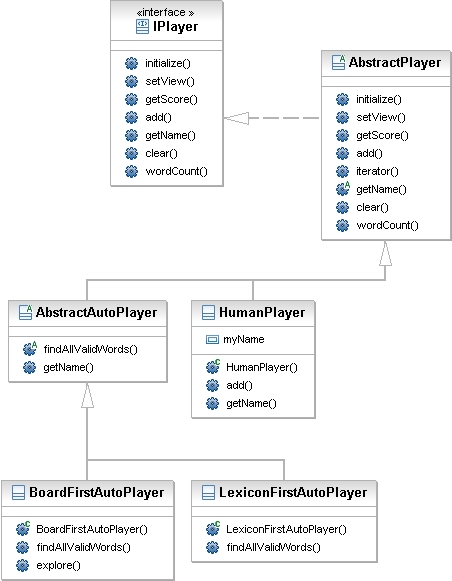 «interface »
IPlayer
initialize()
setView()
getScore()
add()
getName()
clear()
wordCount()
AbstractPlayer
initialize()
setView()
getScore()
add()
iterator()
getName()
clear()
wordCount()
AbstractAutoPlayer
findAllValidWords()
getName()
HumanPlayer
myName
HumanPlayer()
add()
getName()
BoardFirstAutoPlayer
BoardFirstAutoPlayer()
findAllValidWords()
explore()
LexiconFirstAutoPlayer
LexiconFirstAutoPlayer()
findAllValidWords()